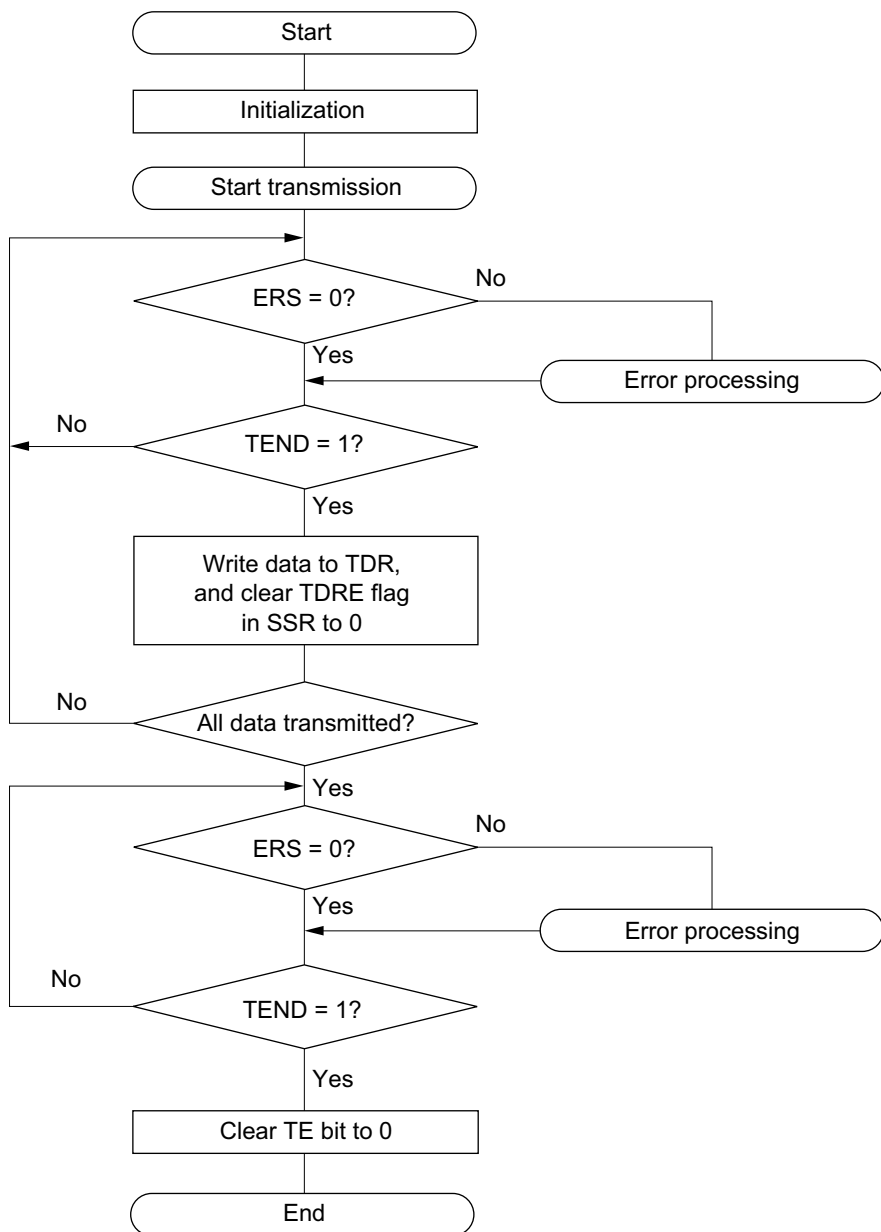 Start
Initialization
Start transmission
No
ERS = 0?
Yes
Error processing
No
TEND = 1?
Yes
Write data to TDR,
and clear TDRE flag
in SSR to 0
No
All data transmitted?
Yes
No
ERS = 0?
Yes
Error processing
No
TEND = 1?
Yes
Clear TE bit to 0
End